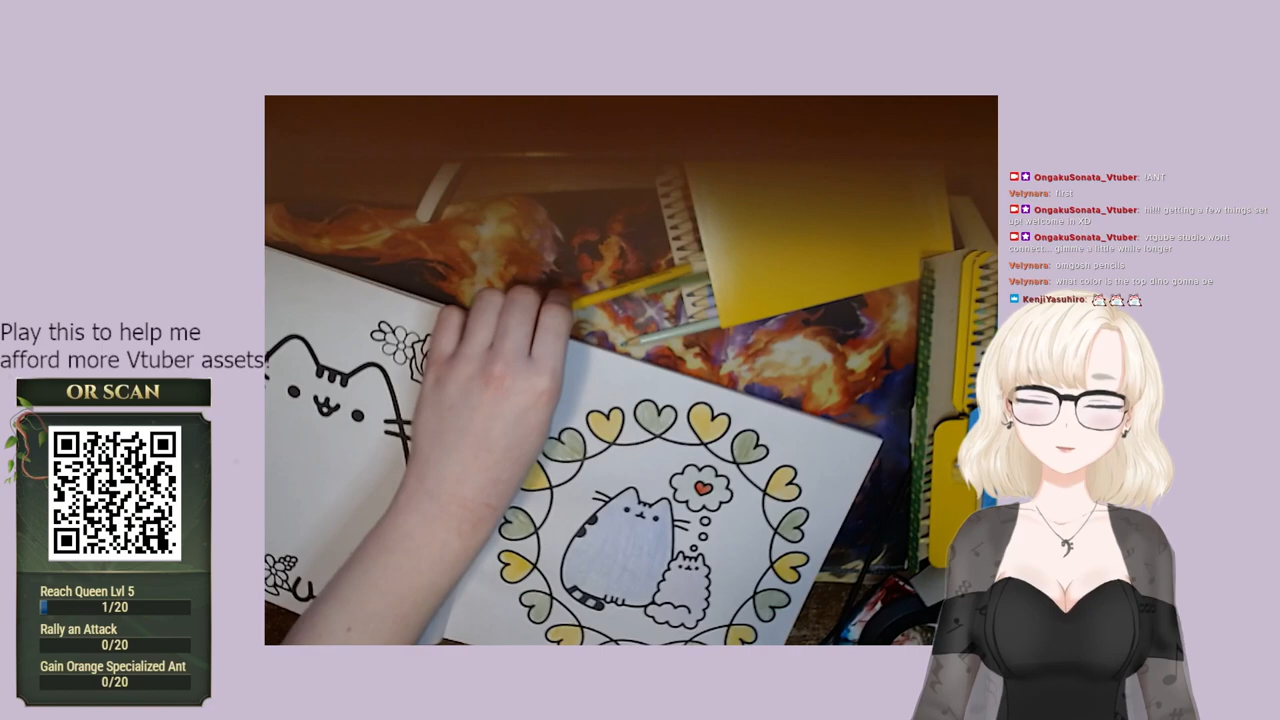 Play this to help me
afford more Vtuber assets!
OR SCAN
Reach Queen Lvl 5
1/20
Rally an Attack
0/20
Gain Orange Specialized Ant
0/20
OngakuSonata_Vtuber: !ANT
Velynara: first
OngakuSonata_Vtuber: hi!!! getting a few things set
up! welcome in XD
OngakuSonata_Vtuber: vtube studio wont
connect... gimme a little while longer
Velynara: omgosh pencils
Velynara: what color is the top dino gonna be
KenjiYasuhiro: